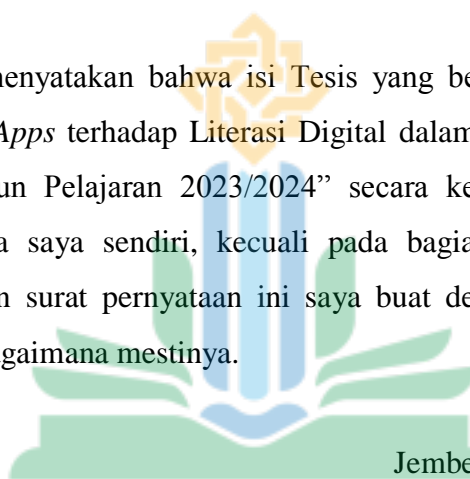 menyatakan bahwa isi Tesis yang be
Apps terhadap Literasi Digital dalam
un Pelajaran 2023/2024” secara ke
a saya sendiri, kecuali pada bagia
n surat pernyataan ini saya buat de
agaimana mestinya.
Jembe